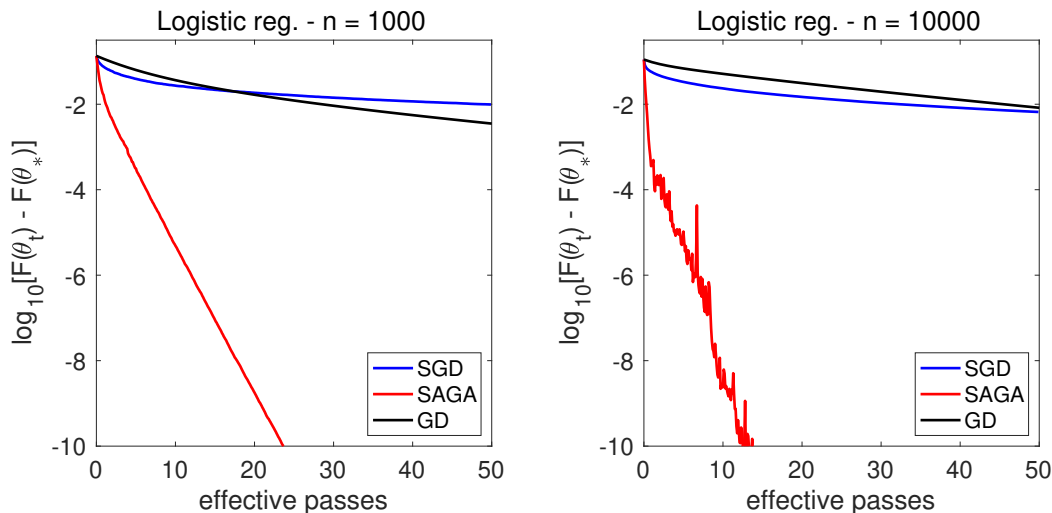 Logistic reg. - n = 1000
log10[F(θt) - F(θ*)]
-2
-4
-6
-8
-10
0 10 20 30 40 50
effective passes
SGD
SAGA
GD
Logistic reg. - n = 10000
log10[F(θt) - F(θ*)]
-2
-4
-6
-8
-10
0 10 20 30 40 50
effective passes
SGD
SAGA
GD